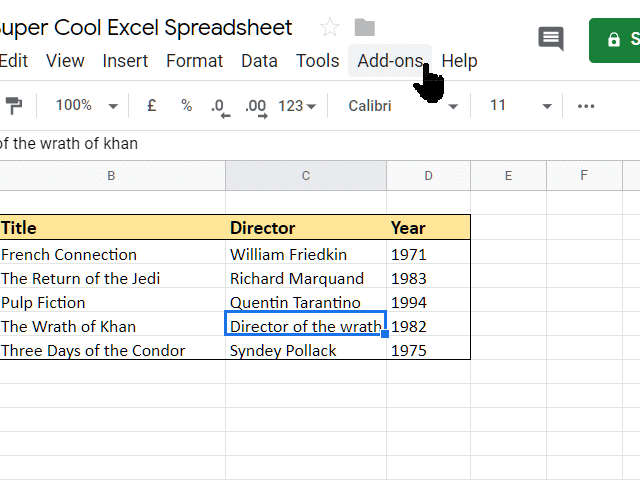 uper Cool Excel Spreadsheet
Edit View Insert Format Data Tools Add-ons Help
100% £ % .0 .00 123 Calibri 11 ...
of the wrath of khan
B C D E F
Title Director Year
French Connection William Friedkin 1971
The Return of the Jedi Richard Marquand 1983
Pulp Fiction Quentin Tarantino 1994
The Wrath of Khan Director of the wrath 1982
Three Days of the Condor Syndey Pollack 1975